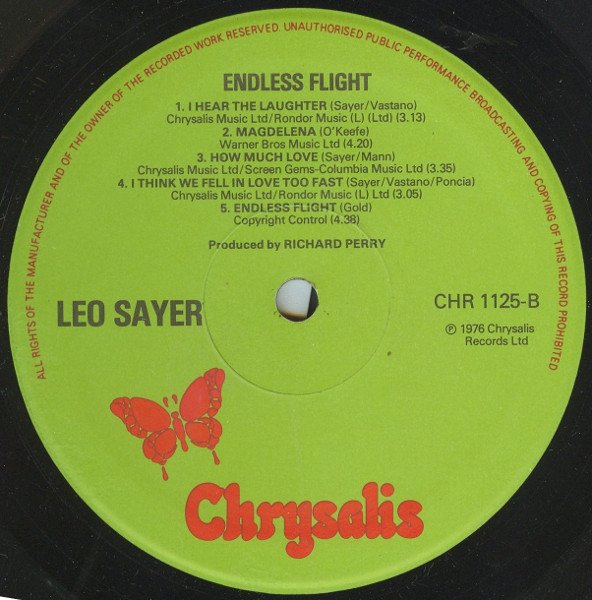 ALL RIGHTS OF THE MANUFACTURER AND OF THE OWNER OF THE RECORDED WORK RESERVED. UNAUTHORISED PUBLIC PERFORMANCE BROADCASTING AND COPYING OF THIS RECORD PROHIBITED
ENDLESS FLIGHT
1. I HEAR THE LAUGHTER (Sayer/Vastano)
Chrysalis Music Ltd/Rondor Music (L) (Ltd) (3.13)
2. MAGDELENA (O'Keefe)
Warner Bros Music Ltd (4.20)
3. HOW MUCH LOVE (Sayer/Mann)
Chrysalis Music Ltd/Screen Gems-Columbia Music Ltd (3.35)
4. I THINK WE FELL IN LOVE TOO FAST (Sayer/Vastano/Poncia)
Chrysalis Music Ltd/Rondor Music (L) Ltd (3.05)
5. ENDLESS FLIGHT (Gold)
Copyright Control (4.38)
Produced by RICHARD PERRY
LEO SAYER
CHR 1125-B
℗ 1976 Chrysalis
Records Ltd
Chrysalis